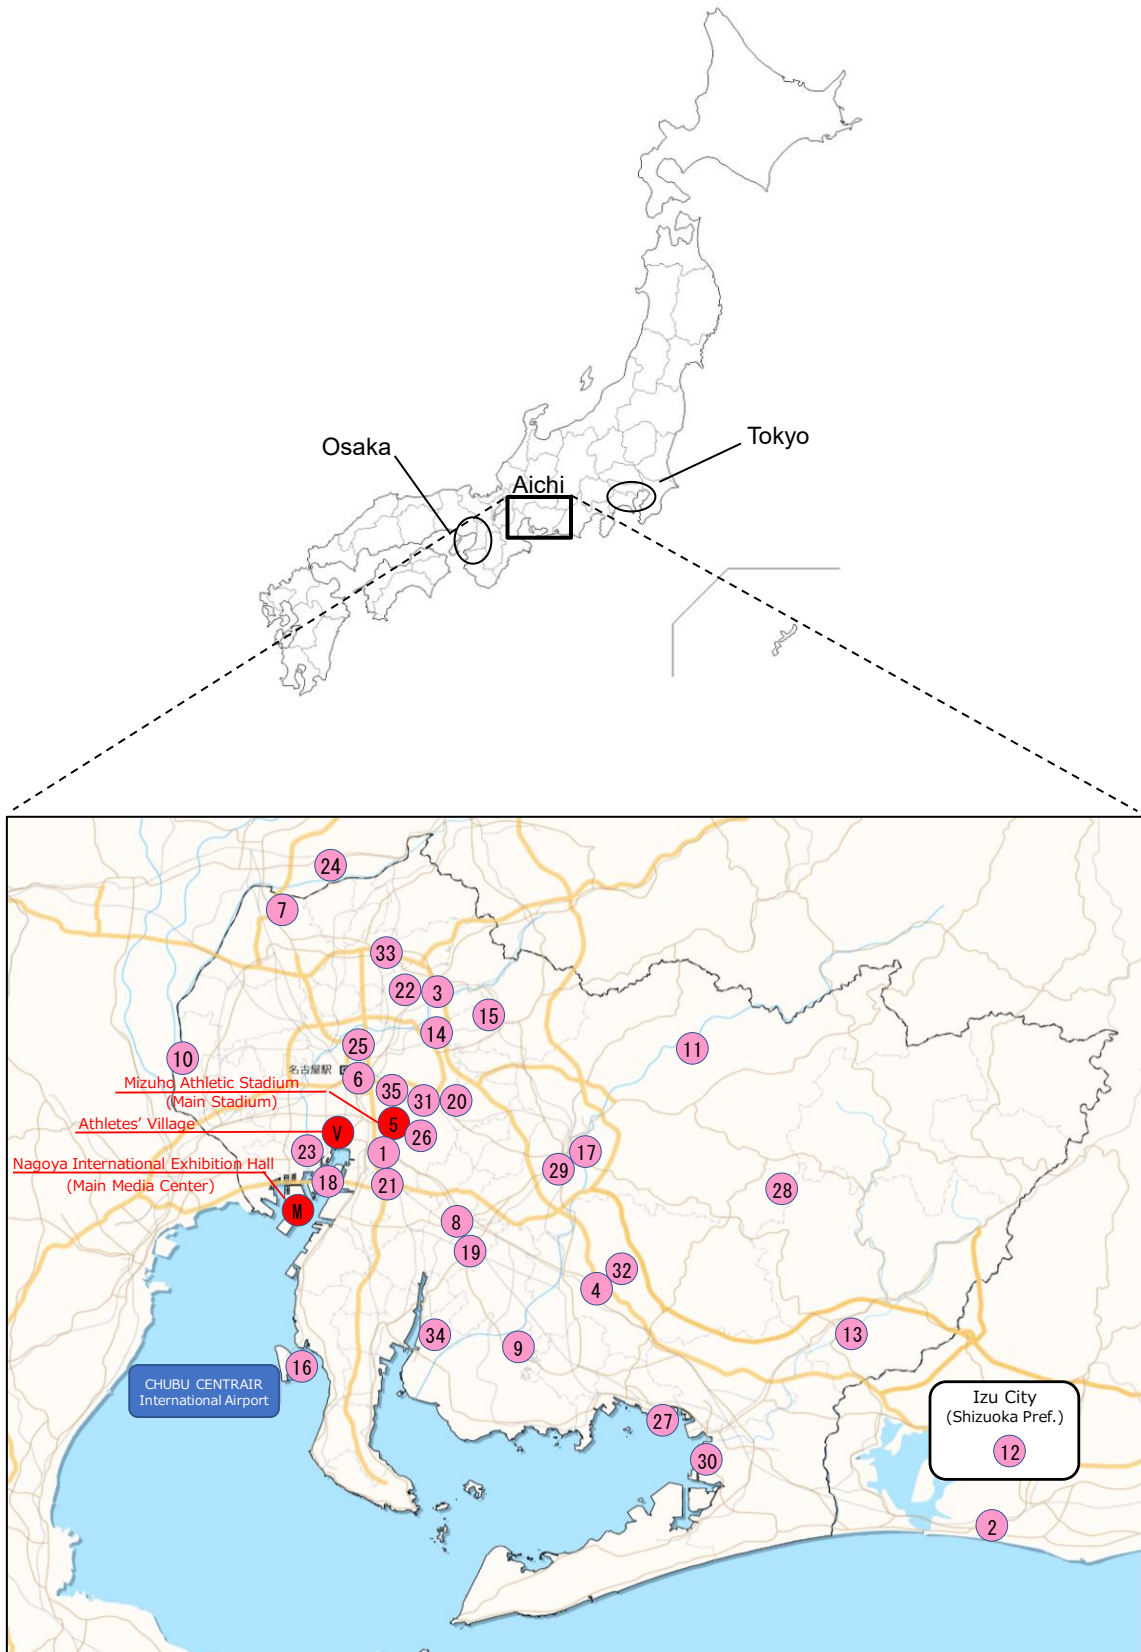 Osaka
Tokyo
Aichi
24
7
33
22
3
15
14
25
11
10
名古屋駅
6
Mizuho Athletic Stadium
(Main Stadium)
35
31
20
5
Athletes' Village
V
26
23
1
17
Nagoya International Exhibition Hall
(Main Media Center)
29
18
21
28
M
8
19
32
4
34
13
9
16
CHUBU CENTRAIR
International Airport
Izu City
(Shizuoka Pref.)
12
27
30
2